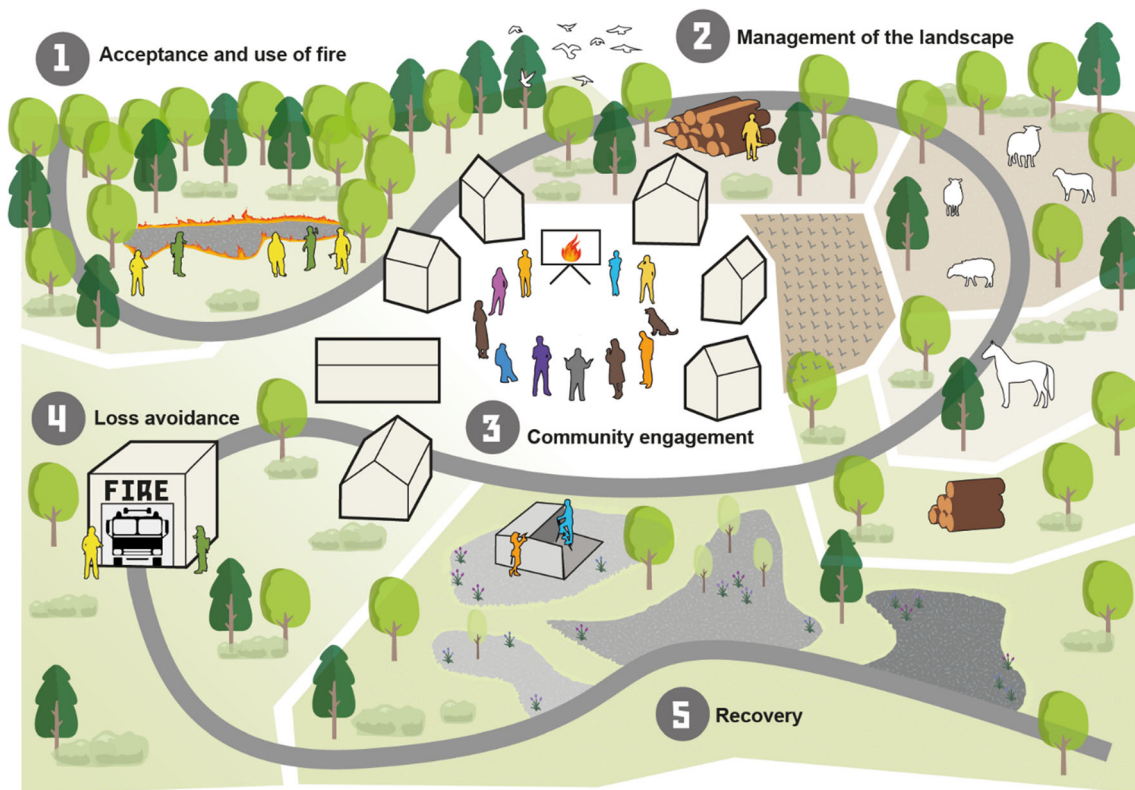 1 Acceptance and use of fire
2 Management of the landscape
3 Community engagement
4 Loss avoidance
FIRE
5 Recovery